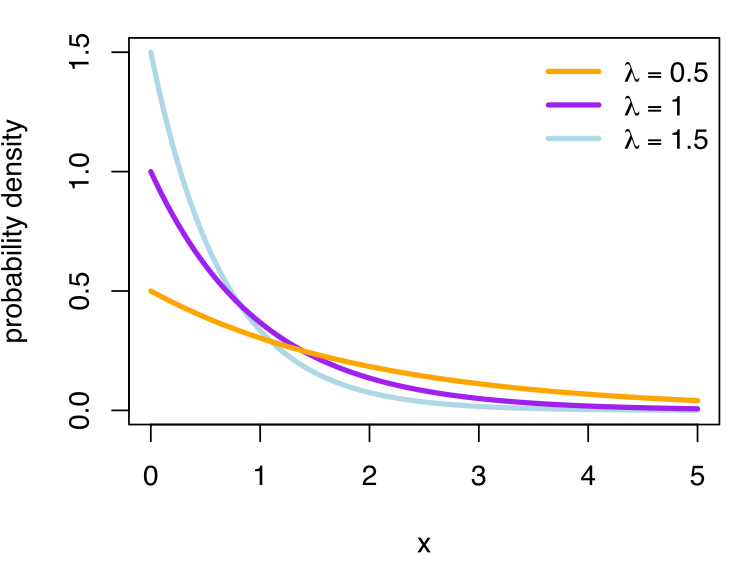 λ = 0.5
λ = 1
λ = 1.5
probability density
1.5
1.0
0.5
0.0
0 1 2 3 4 5
x